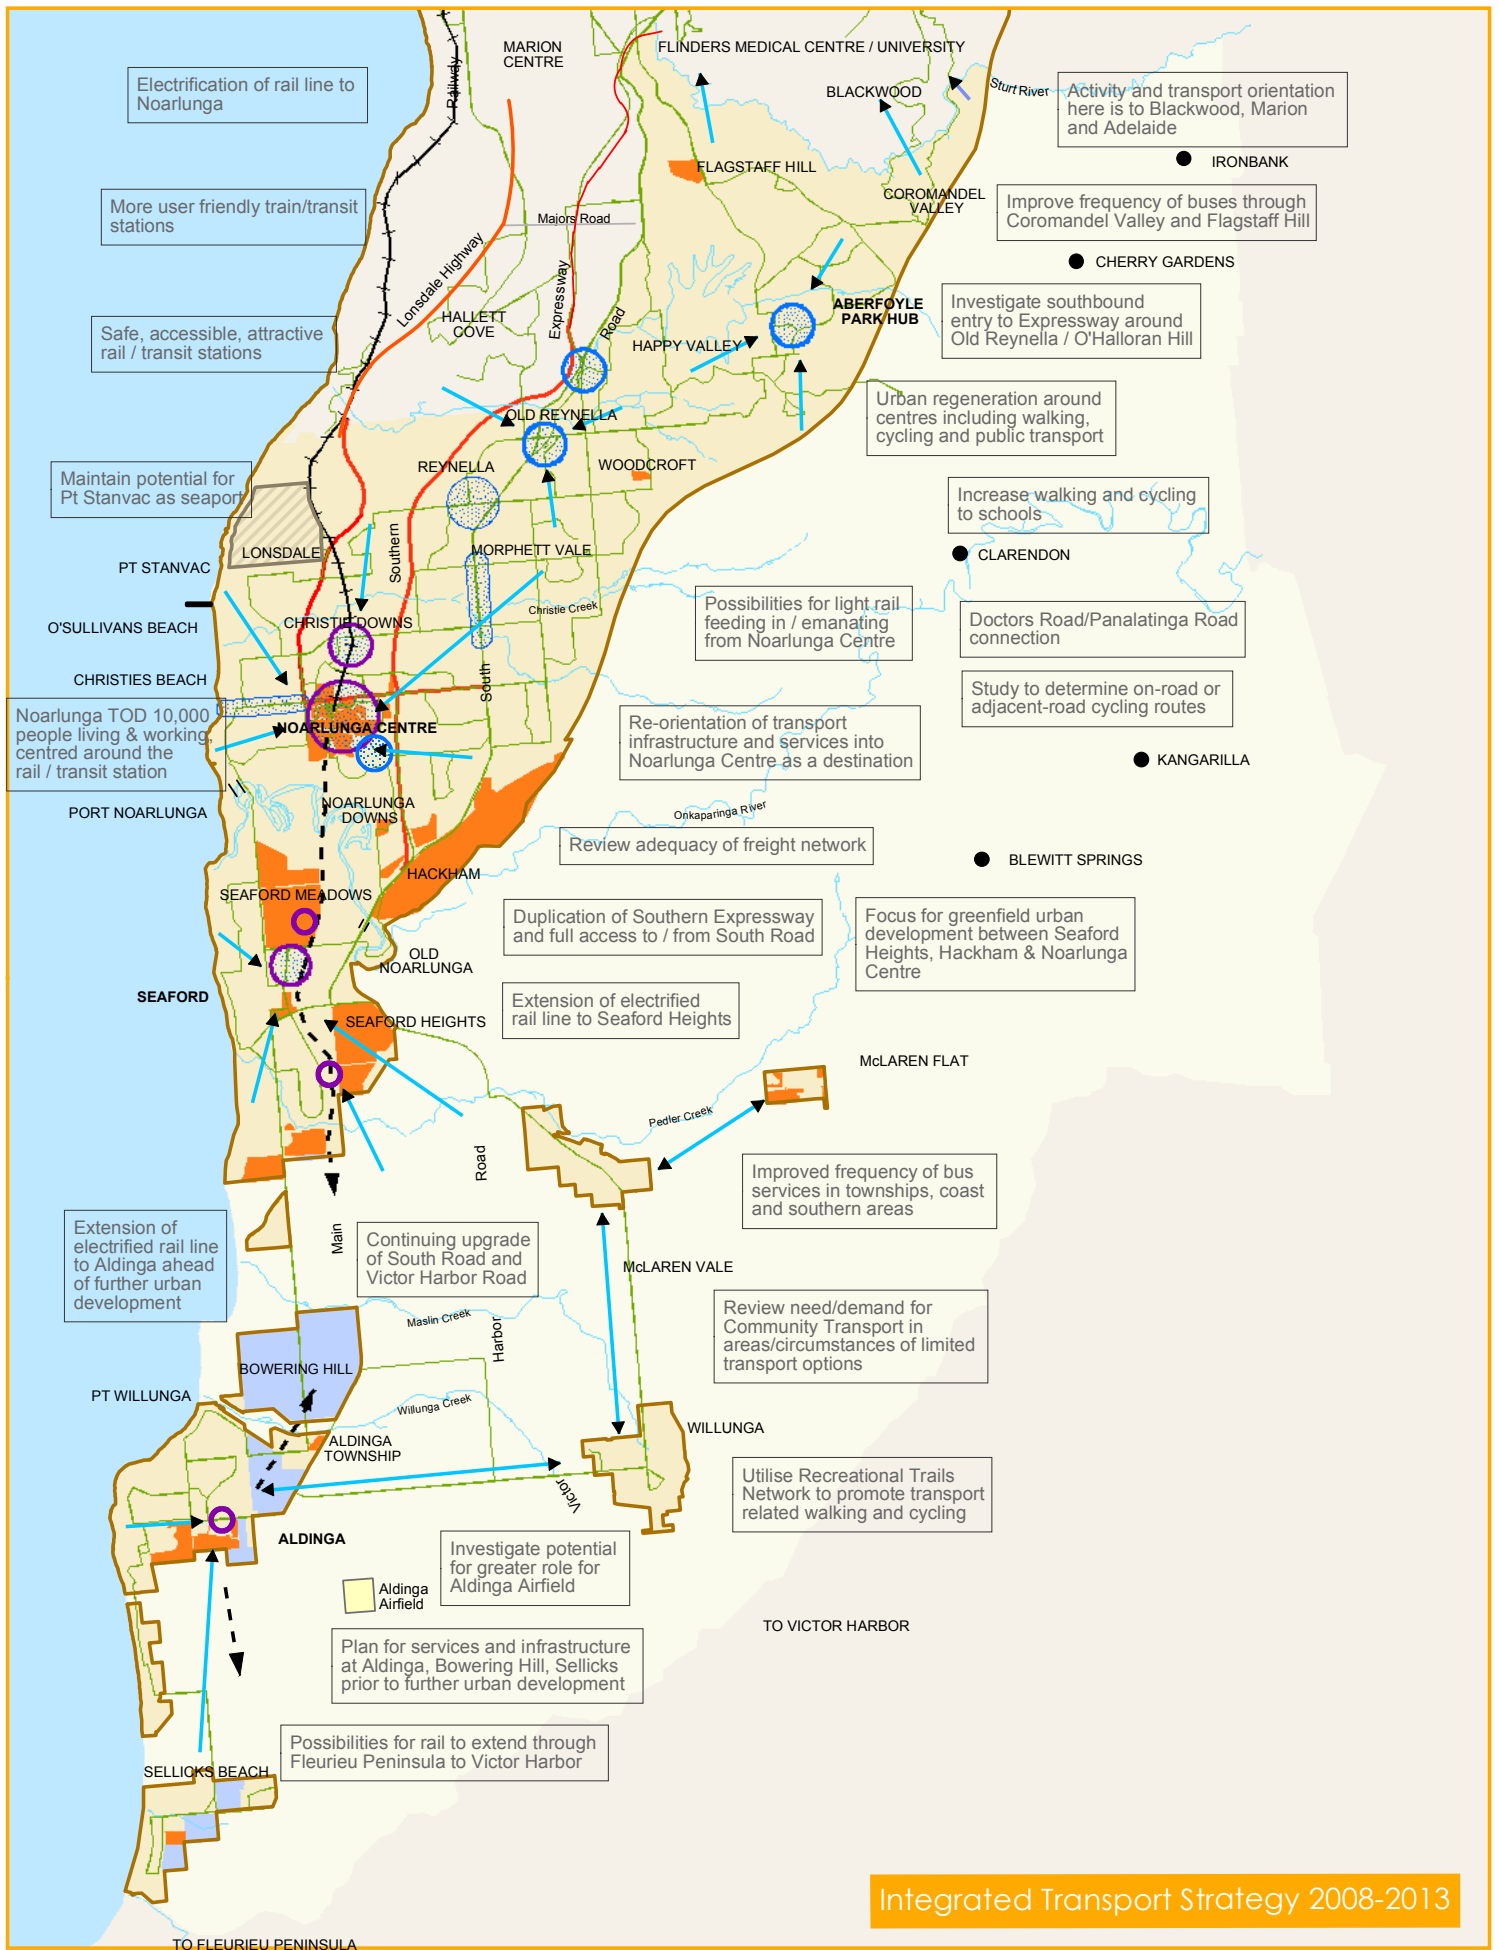 MARION
CENTRE
FLINDERS MEDICAL CENTRE / UNIVERSITY
Railway
Electrification of rail line to
Noarlunga
BLACKWOOD
Sturt River
Activity and transport orientation
here is to Blackwood, Marion
and Adelaide
IRONBANK
FLAGSTAFF HILL
More user friendly train/transit
stations
COROMANDEL
VALLEY
Improve frequency of buses through
Coromandel Valley and Flagstaff Hill
Majors Road
Lonsdale Highway
CHERRY GARDENS
Expressway
Road
HALLETT
COVE
ABERFOYLE
PARK HUB
Investigate southbound
entry to Expressway around
Old Reynella / O'Halloran Hill
Safe, accessible, attractive
rail / transit stations
HAPPY VALLEY
Urban regeneration around
centres including walking,
cycling and public transport
OLD REYNELLA
REYNELLA
WOODCROFT
Maintain potential for
Pt Stanvac as seaport
Increase walking and cycling
to schools
LONSDALE
MORPHETT VALE
Southern
CLARENDON
PT STANVAC
Christie Creek
Possibilities for light rail
feeding in / emanating
from Noarlunga Centre
Doctors Road/Panalatinga Road
connection
O'SULLIVANS BEACH
CHRISTIE DOWNS
CHRISTIES BEACH
South
Study to determine on-road or
adjacent-road cycling routes
Noarlunga TOD 10,000
people living & working,
centred around the
rail / transit station
NOARLUNGA CENTRE
Re-orientation of transport
infrastructure and services into
Noarlunga Centre as a destination
KANGARILLA
PORT NOARLUNGA
NOARLUNGA
DOWNS
Onkaparinga River
Review adequacy of freight network
BLEWITT SPRINGS
HACKHAM
SEAFORD MEADOWS
Duplication of Southern Expressway
and full access to / from South Road
Focus for greenfield urban
development between Seaford
Heights, Hackham & Noarlunga
Centre
OLD
NOARLUNGA
SEAFORD
Extension of electrified
rail line to Seaford Heights
SEAFORD HEIGHTS
McLAREN FLAT
Pedler Creek
Road
Improved frequency of bus
services in townships, coast
and southern areas
Extension of
electrified rail line
to Aldinga ahead
of further urban
development
Main
Continuing upgrade
of South Road and
Victor Harbor Road
McLAREN VALE
Maslin Creek
Harbor
Review need/demand for
Community Transport in
areas/circumstances of limited
transport options
BOWERING HILL
PT WILLUNGA
Willunga Creek
WILLUNGA
ALDINGA
TOWNSHIP
Victor
Utilise Recreational Trails
Network to promote transport
related walking and cycling
ALDINGA
Investigate potential
for greater role for
Aldinga Airfield
Aldinga
Airfield
TO VICTOR HARBOR
Plan for services and infrastructure
at Aldinga, Bowering Hill, Sellicks
prior to further urban development
Possibilities for rail to extend through
Fleurieu Peninsula to Victor Harbor
SELLICKS BEACH
Integrated Transport Strategy 2008-2013
TO FLEURIEU PENINSULA